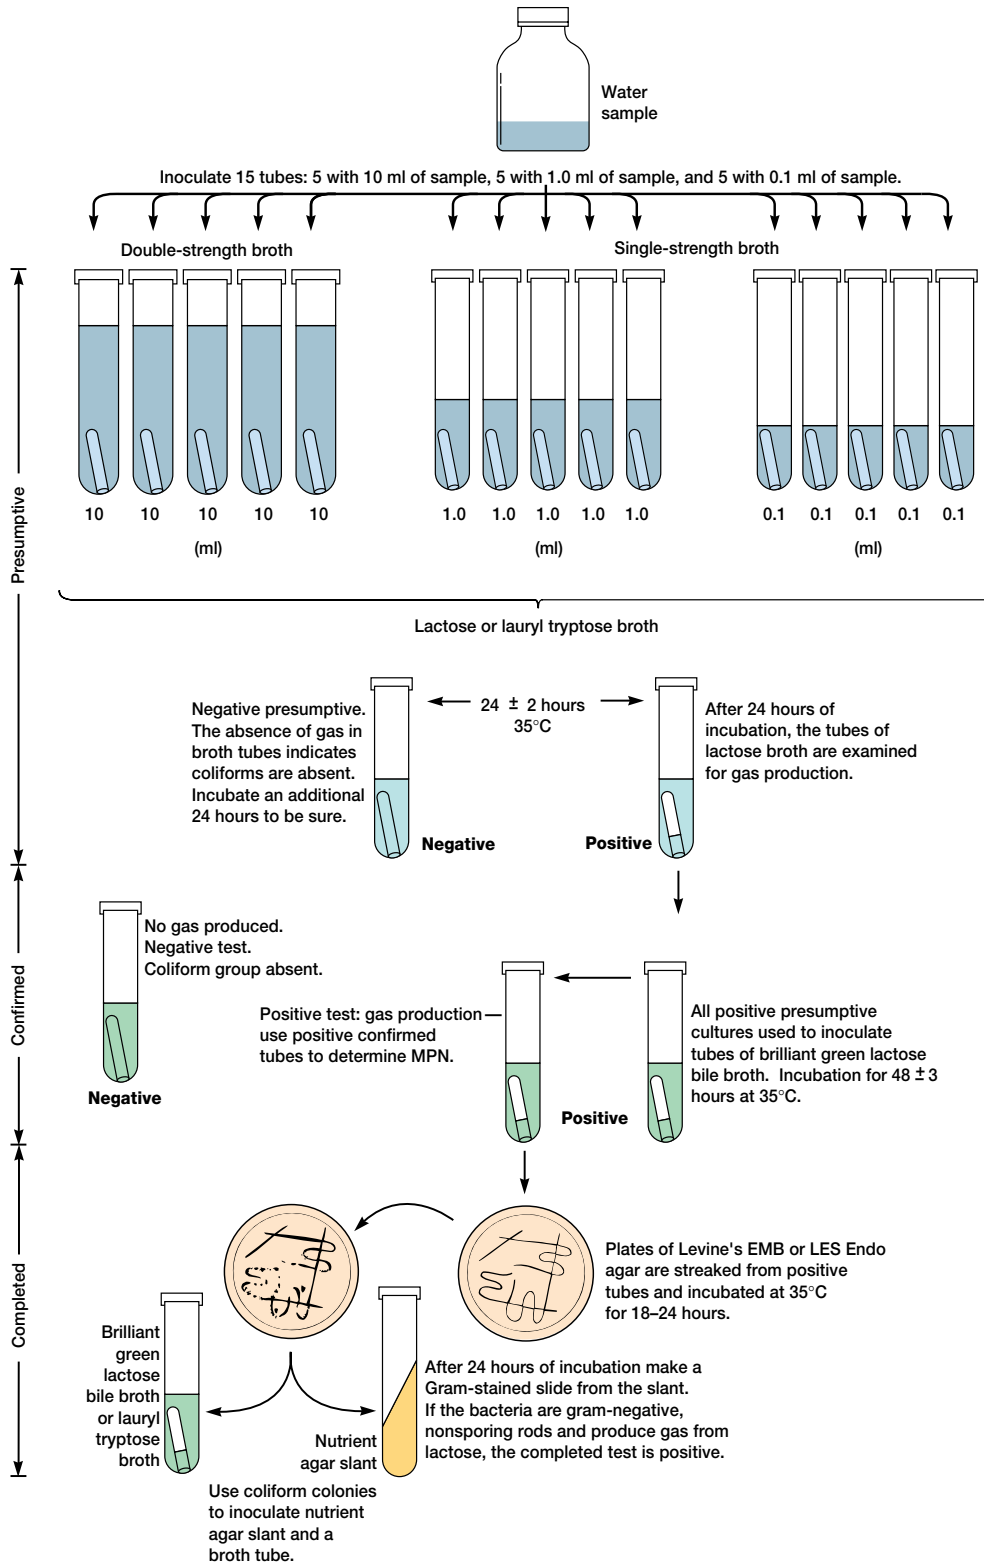 Water
sample
Inoculate 15 tubes: 5 with 10 ml of sample, 5 with 1.0 ml of sample, and 5 with 0.1 ml of sample.
Double-strength broth
Single-strength broth
10 10 10 10 10
(ml)
1.0 1.0 1.0 1.0 1.0
(ml)
0.1 0.1 0.1 0.1 0.1
(ml)
Presumptive
Lactose or lauryl tryptose broth
Negative presumptive.
The absence of gas in
broth tubes indicates
coliforms are absent.
Incubate an additional
24 hours to be sure.
Negative
24 ± 2 hours
35°C
Positive
After 24 hours of
incubation, the tubes of
lactose broth are examined
for gas production.
Confirmed
No gas produced.
Negative test.
Coliform group absent.
Negative
Positive test: gas production
use positive confirmed
tubes to determine MPN.
Positive
All positive presumptive
cultures used to inoculate
tubes of brilliant green lactose
bile broth. Incubation for 48 ± 3
hours at 35°C.
Completed
Plates of Levine's EMB or LES Endo
agar are streaked from positive
tubes and incubated at 35°C
for 18–24 hours.
Brilliant
green
lactose
bile broth
or lauryl
tryptose
broth
Nutrient
agar slant
After 24 hours of incubation make a
Gram-stained slide from the slant.
If the bacteria are gram-negative,
nonsporing rods and produce gas from
lactose, the completed test is positive.
Use coliform colonies
to inoculate nutrient
agar slant and a
broth tube.